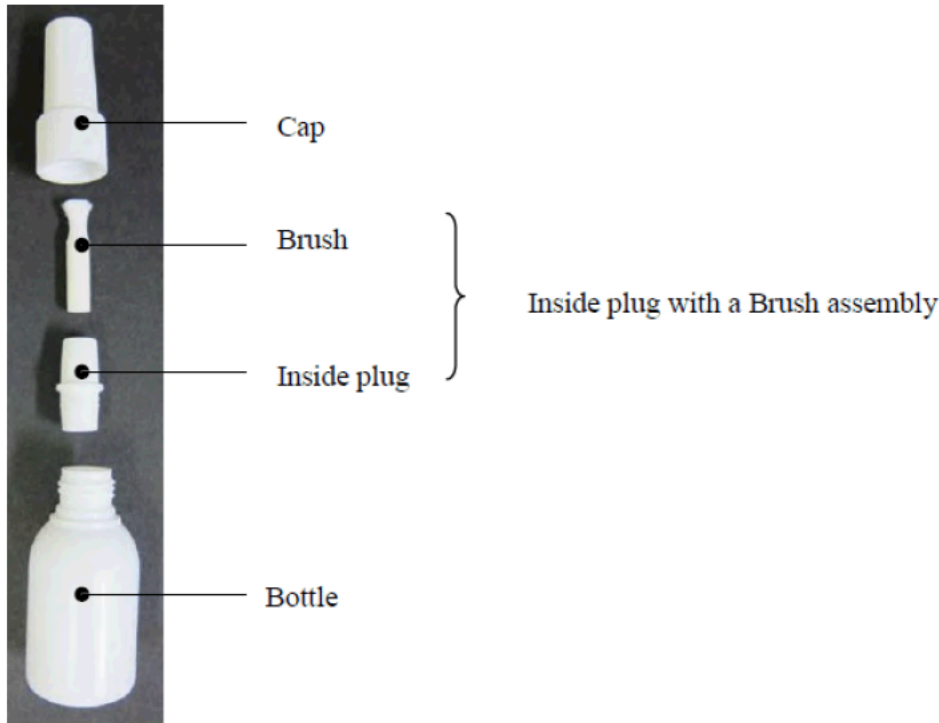 Cap
Brush
Inside plug with a Brush assembly
Inside plug
Bottle